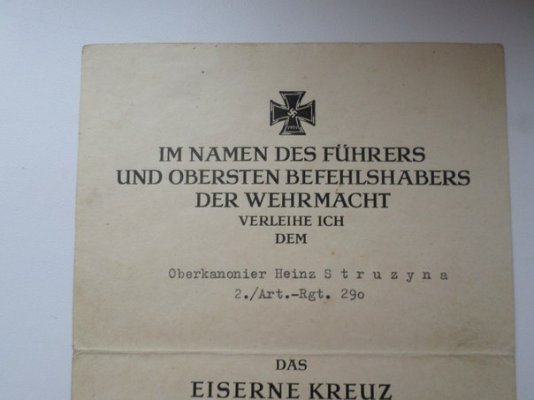 IM NAMEN DES FÜHRERS
UND OBERSTEN BEFEHLSHABERS
DER WEHRMACHT
VERLEIHE ICH
DEM
Oberkanonier Heinz S t r u z y n a
2./Art.-Rgt. 290
DAS
EISERNE KREUZ